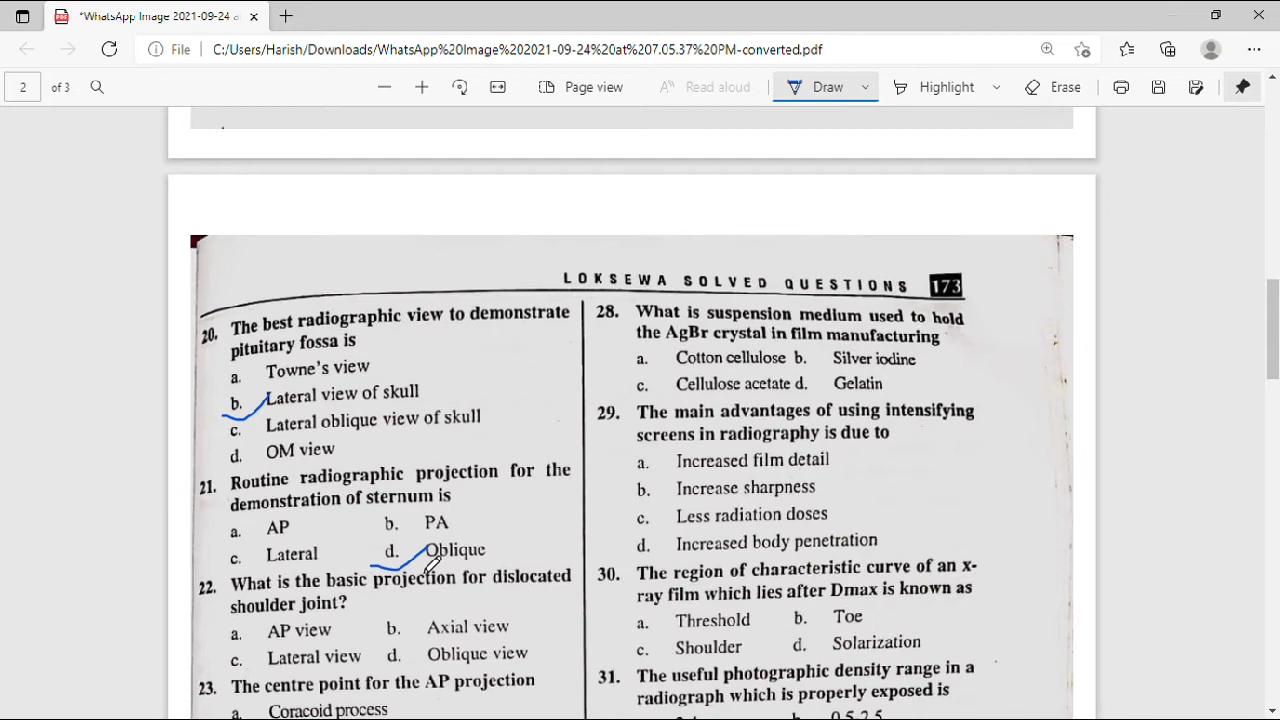 *WhatsApp Image 2021-09-24 at
File
C:/Users/Harish/Downloads/WhatsApp%20Image%202021-09-24%20at%207.05.37%20PM-converted.pdf
2 of 3
Page view
Read aloud
Draw
Highlight
Erase
LOKSEWA SOLVED QUESTIONS 173
20. The best radiographic view to demonstrate
pituitary fossa is
a. Towne's view
b. Lateral view of skull
c. Lateral oblique view of skull
d. OM view
21. Routine radiographic projection for the
demonstration of sternum is
a. AP b. PA
c. Lateral d. Oblique
22. What is the basic projection for dislocated
shoulder joint?
a. AP view b. Axial view
c. Lateral view d. Oblique view
23. The centre point for the AP projection
a. Coracoid process
28. What is suspension medium used to hold
the AgBr crystal in film manufacturing
a. Cotton cellulose b. Silver iodine
c. Cellulose acetate d. Gelatin
29. The main advantages of using intensifying
screens in radiography is due to
a. Increased film detail
b. Increase sharpness
c. Less radiation doses
d. Increased body penetration
30. The region of characteristic curve of an x-
ray film which lies after Dmax is known as
a. Threshold b. Toe
c. Shoulder d. Solarization
31. The useful photographic density range in a
radiograph which is properly exposed is
b. 0.5-2.5